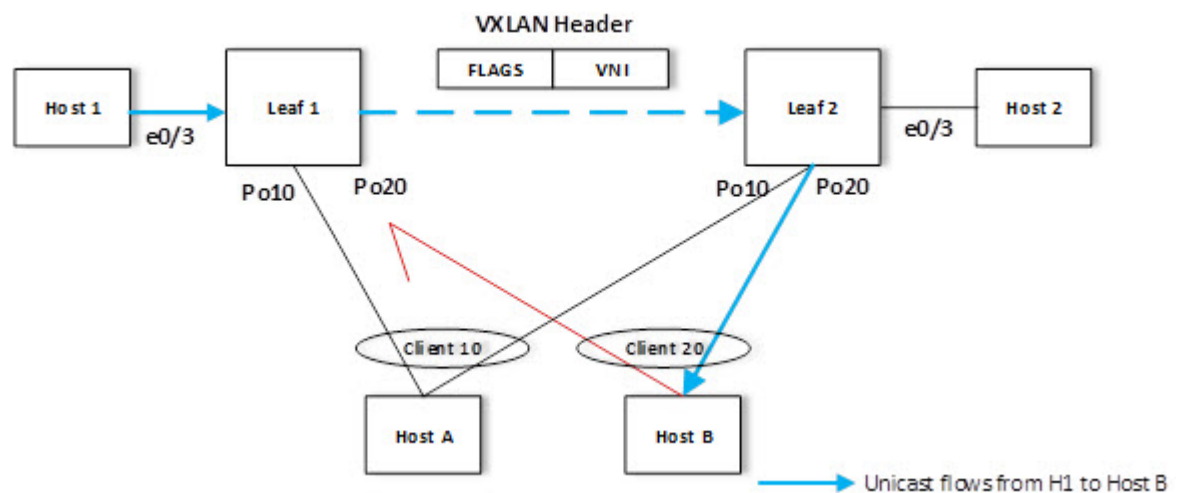 VXLAN Header
FLAGS VNI
Host 1 Leaf 1 Leaf 2 Host 2
e0/3 e0/3
Po10 Po20 Po10 Po20
Client 10 Client 20
Host A Host B
Unicast flows from H1 to Host B